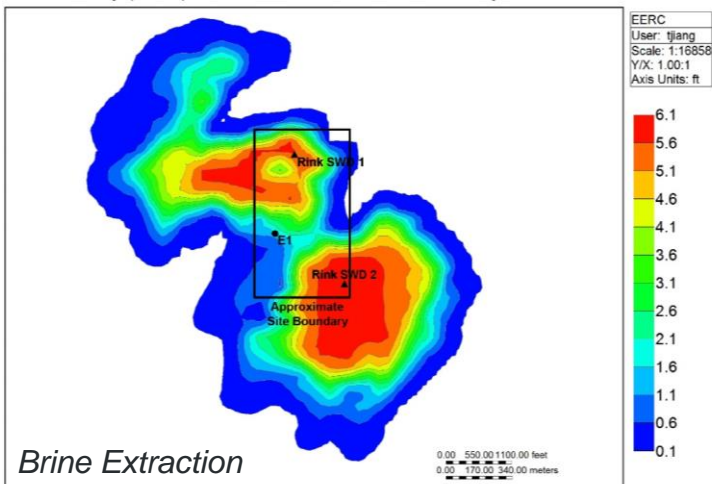 EERC
User: tjiang
Scale: 1:16858
Y/X: 1.00:1
Axis Units: ft
6.1
5.6
5.1
4.6
4.1
3.6
3.1
2.6
2.1
1.6
1.1
0.6
0.1
Rink SWD 1
E1
Rink SWD 2
Approximate
Site Boundary
Brine Extraction
0.00 550.00 1100.00 feet
0.00 170.00 340.00 meters